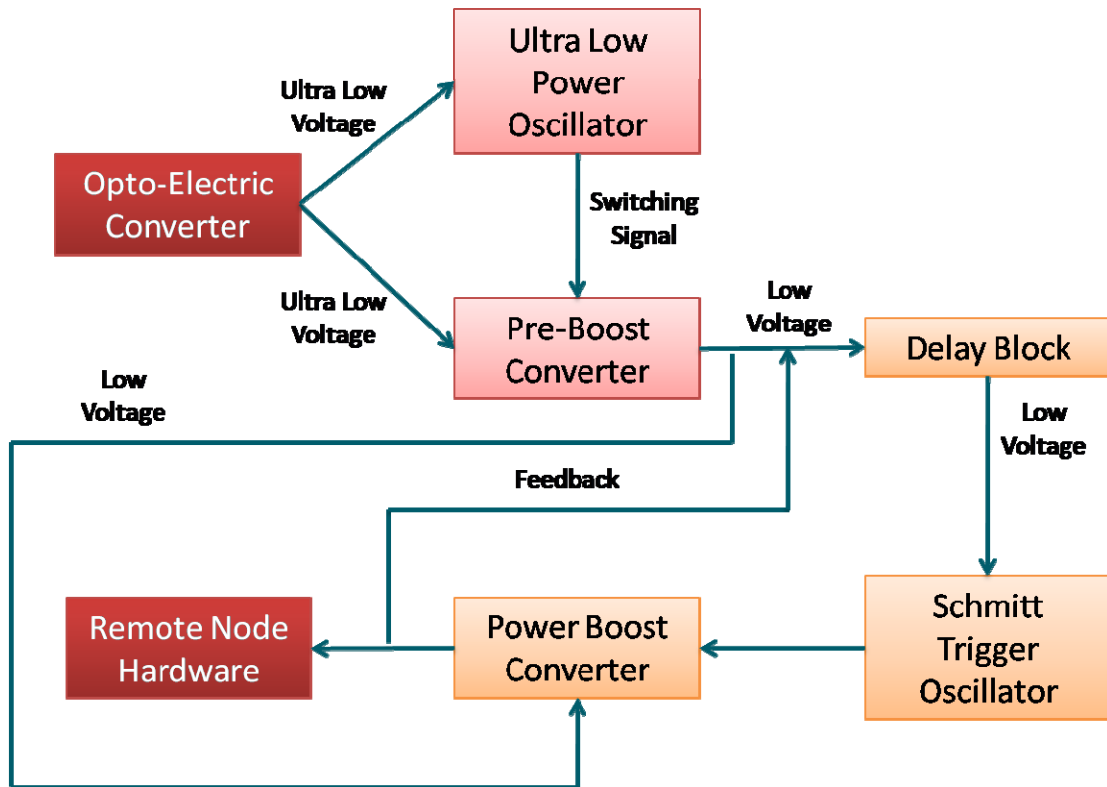 Ultra Low
Power
Oscillator
Ultra Low
Voltage
Opto-Electric
Converter
Switching
Signal
Ultra Low
Voltage
Pre-Boost
Converter
Low
Voltage
Delay Block
Low
Voltage
Low
Voltage
Feedback
Remote Node
Hardware
Power Boost
Converter
Schmitt
Trigger
Oscillator